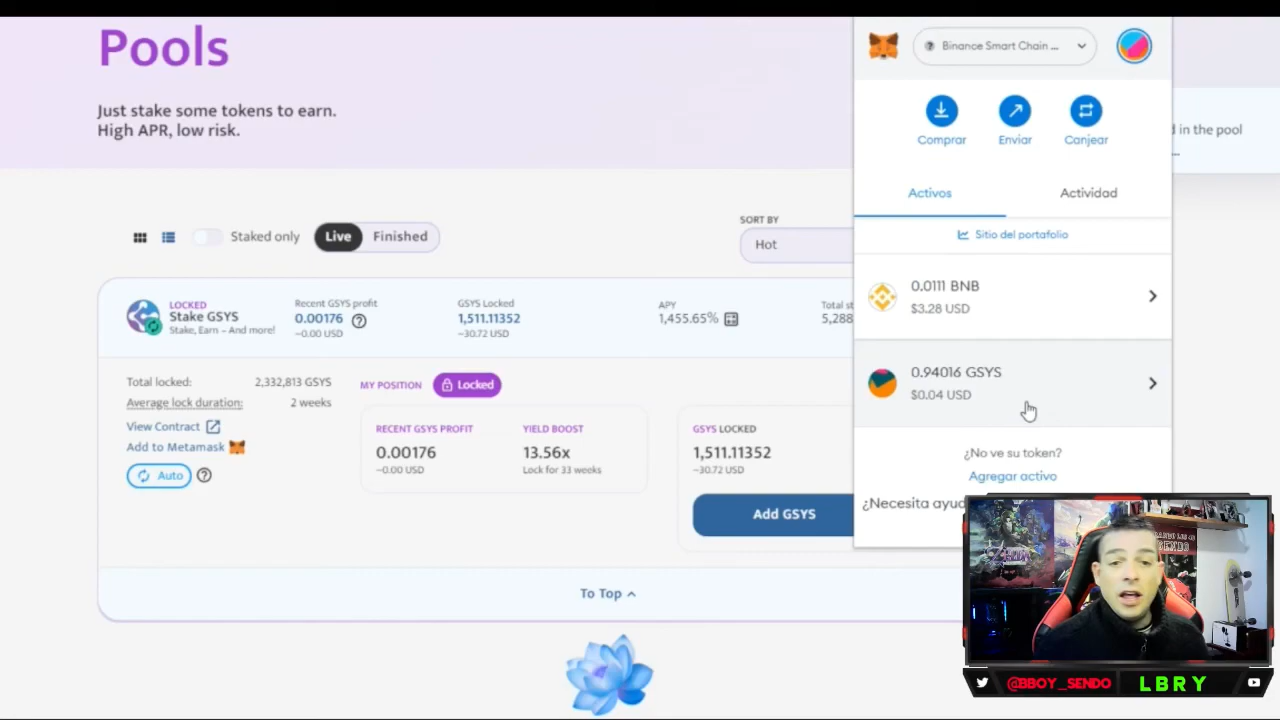 Pools
Just stake some tokens to earn.
High APR, low risk.
Staked only
Live
Finished
SORT BY
Hot
LOCKED
Stake GSYS
Stake, Earn – And more!
Recent GSYS profit
0.00176
~0.00 USD
GSYS Locked
1,511.11352
~30.72 USD
APY
1,455.65%
Total st
5,288
Total locked:
2,332,813 GSYS
Average lock duration:
2 weeks
View Contract
Add to Metamask
Auto
MY POSITION
Locked
RECENT GSYS PROFIT
0.00176
~0.00 USD
YIELD BOOST
13.56x
Lock for 33 weeks
GSYS LOCKED
1,511.11352
~30.72 USD
Add GSYS
To Top
Binance Smart Chain ...
Comprar
Enviar
Canjear
Activos
Actividad
Sitio del portafolio
0.0111 BNB
$3.28 USD
0.94016 GSYS
$0.04 USD
¿No ve su token?
Agregar activo
¿Necesita ayud
d in the pool
...
@BBOY_SENDO
LBRY